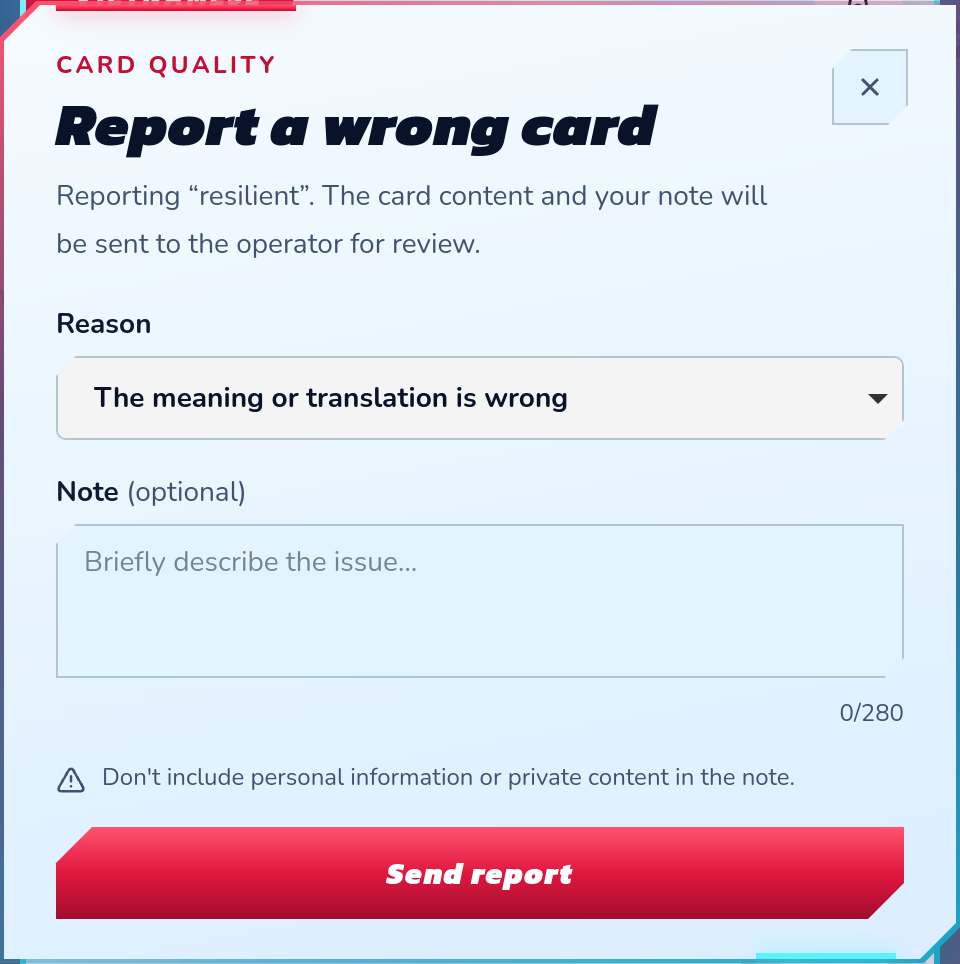 CARD QUALITY
Report a wrong card
Reporting “resilient”. The card content and your note will
be sent to the operator for review.
Reason
The meaning or translation is wrong
Note (optional)
Briefly describe the issue...
0/280
Don't include personal information or private content in the note.
Send report